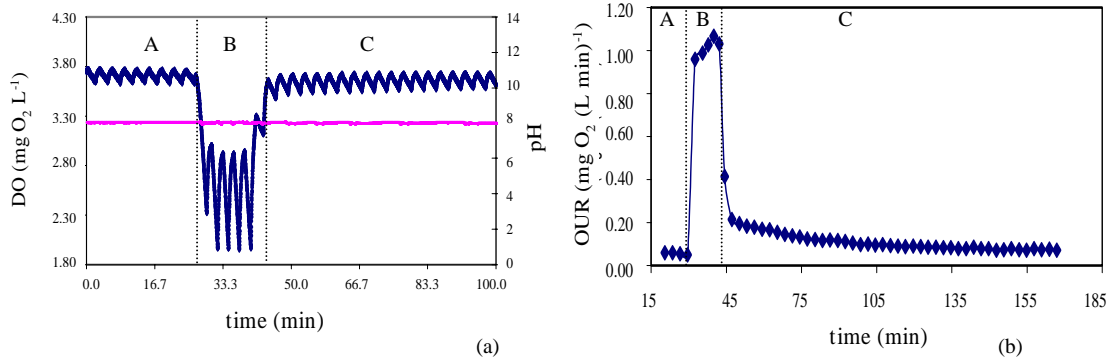 4.30
3.80
3.30
2.80
2.30
1.80
DO (mg O2 L-1)
A
B
C
14
12
10
8
6
4
2
0
pH
0.0 16.7 33.3 50.0 66.7 83.3 100.0
time (min)
(a)
1.20
1.00
0.80
0.60
0.40
0.20
0.00
OUR (mg O2 (L min)-1)
A
B
C
15 45 75 105 135 165 185
time (min)
(b)